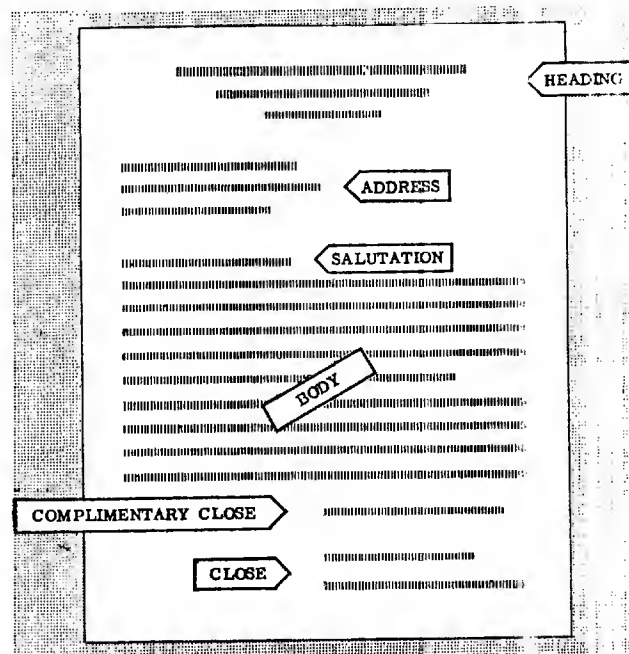 HEADING
ADDRESS
SALUTATION
BODY
COMPLIMENTARY CLOSE
CLOSE